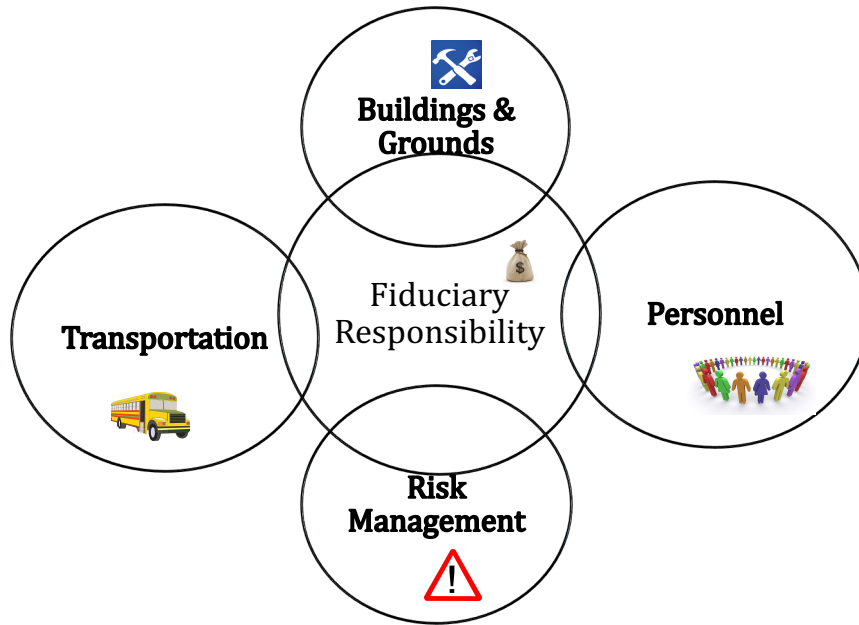 Buildings &
Grounds
$
Fiduciary
Responsibility
Transportation
Personnel
Risk
Management
!